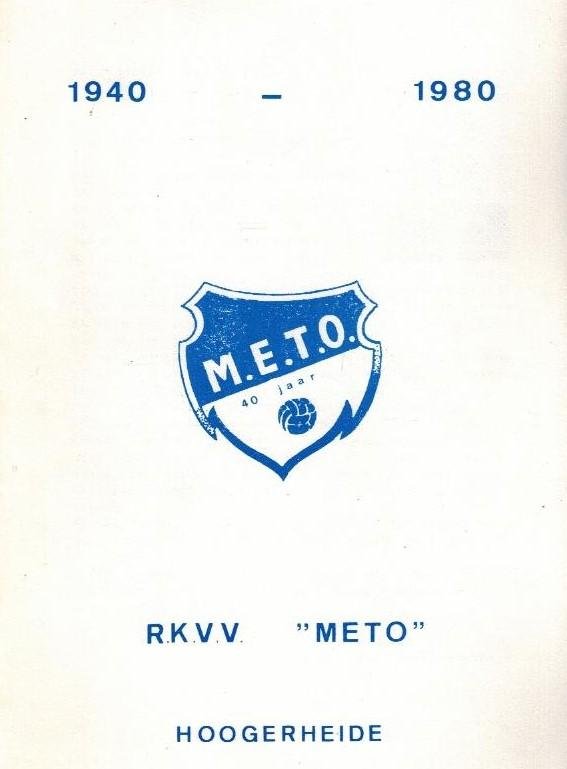 1940 – 1980
M.E.T.O.
40 jaar
R.K.V.V. "METO"
HOOGERHEIDE